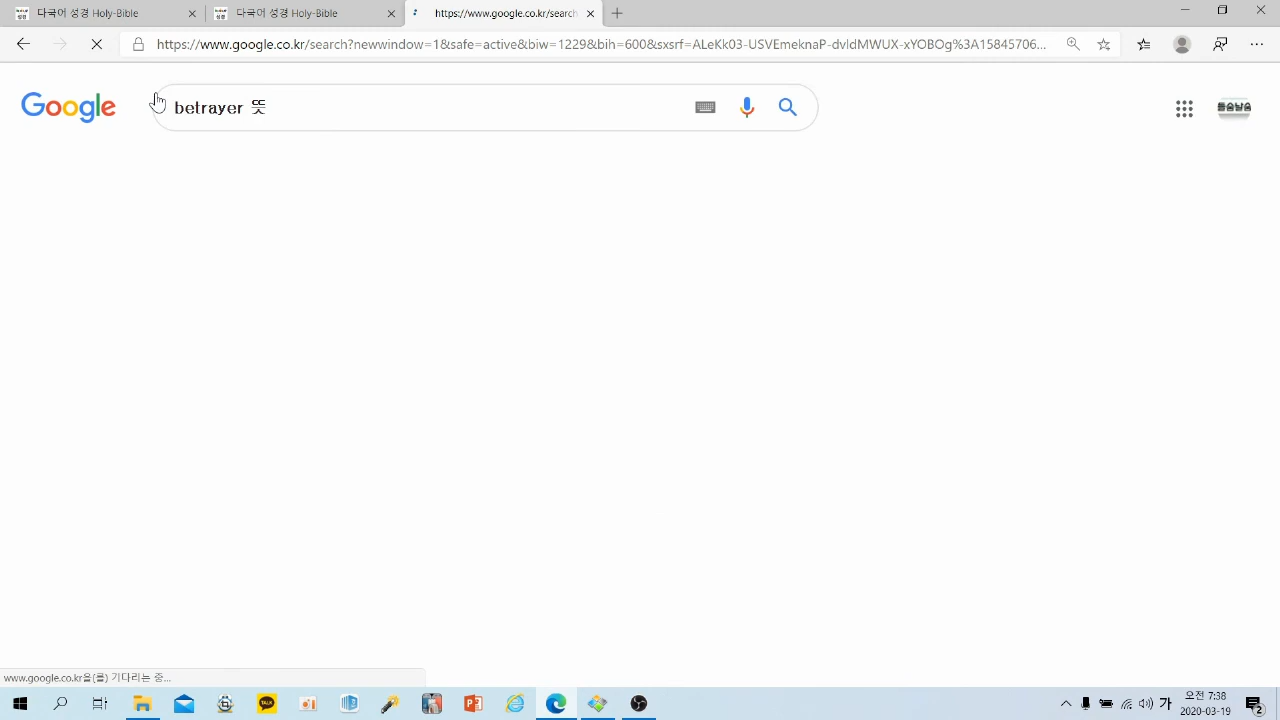 다국어 성경 Holy-Bible
다국어 성경 Holy-Bible
https://www.google.co.kr/search
https://www.google.co.kr/search?newwindow=1&safe=active&biw=1229&bih=600&sxsrf=ALeKk03-USVEmeknaP-dvldMWUX-xYOBOg%3A15845706...
Google
betrayer 뜻
www.google.co.kr을(를) 기다리는 중...
TALK
가
오전 7:38
2020-03-19
2